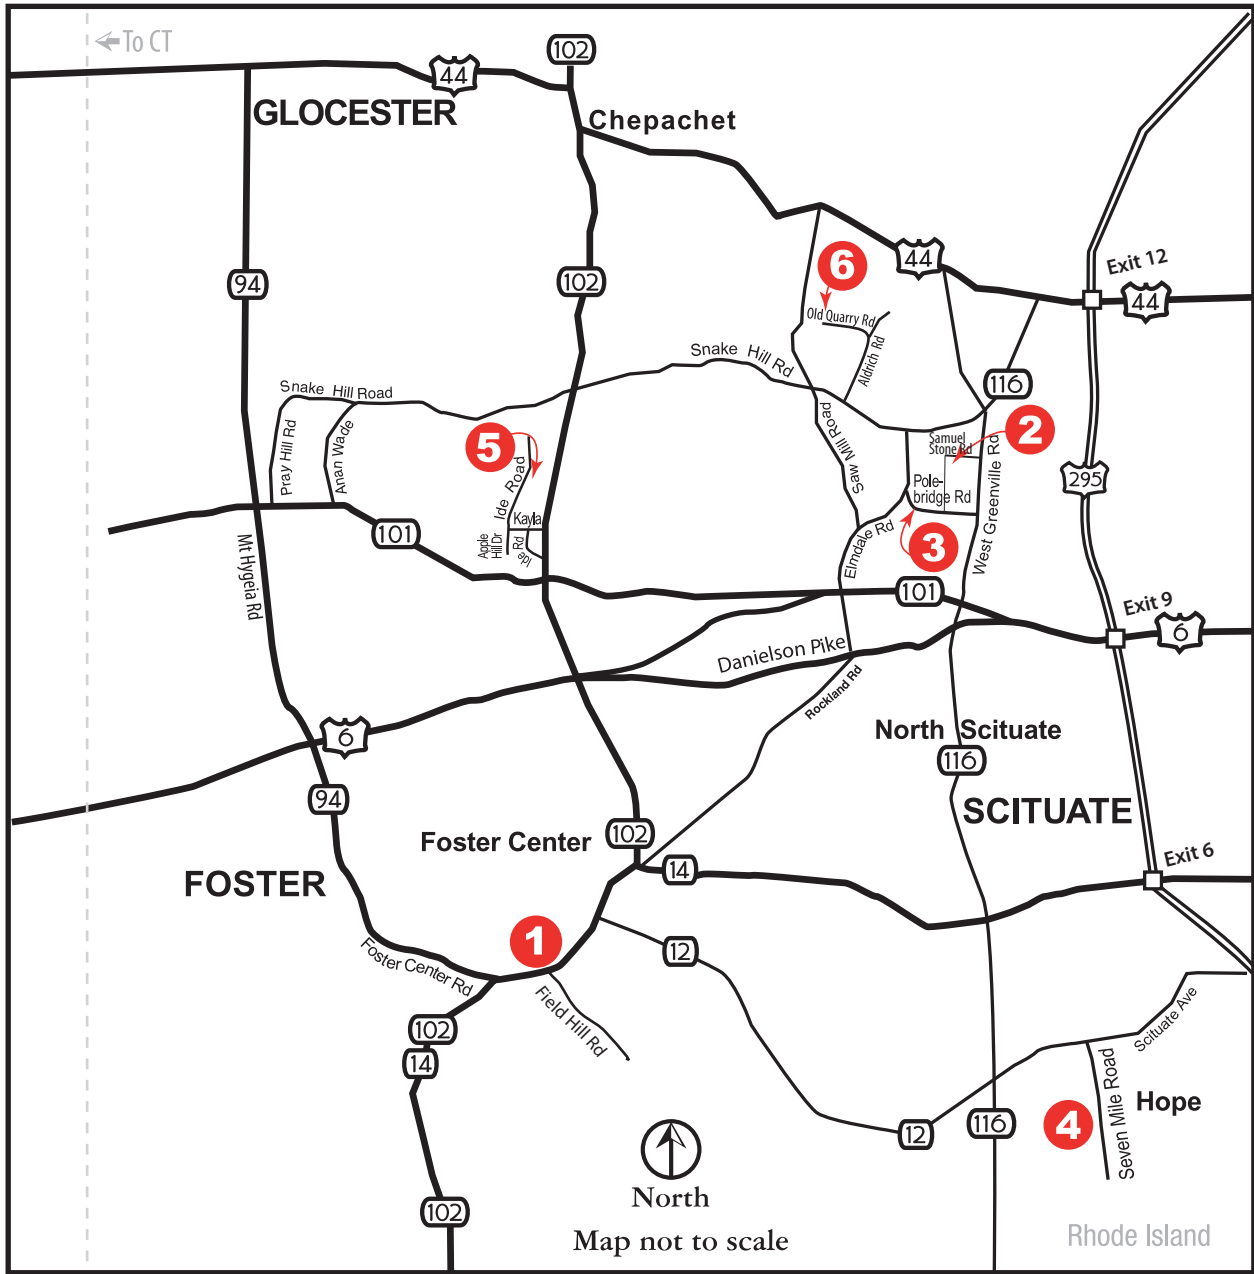 To CT
102
44
GLOCESTER
Chepachet
6
44
Exit 12
44
94
102
Old Quarry Rd
Aldrich Rd
Snake Hill Rd
116
Snake Hill Road
Pray Hill Rd
Anan Wade
5
Ide Road
Saw Mill Road
2
Samuel
Stone Rd
West Greenville Rd
295
Pole-
bridge Rd
Kayla
Apple
Hill Dr
Ide
Rd
101
Mt Hygeia Rd
Elmdale Rd
3
101
Exit 9
6
Danielson Pike
Rockland Rd
North Scituate
116
6
94
SCITUATE
Foster Center
102
14
Exit 6
FOSTER
1
12
Foster Center Rd
Field Hill Rd
102
14
Scituate Ave
Seven Mile Road
Hope
4
12
116
North
102
Map not to scale
Rhode Island